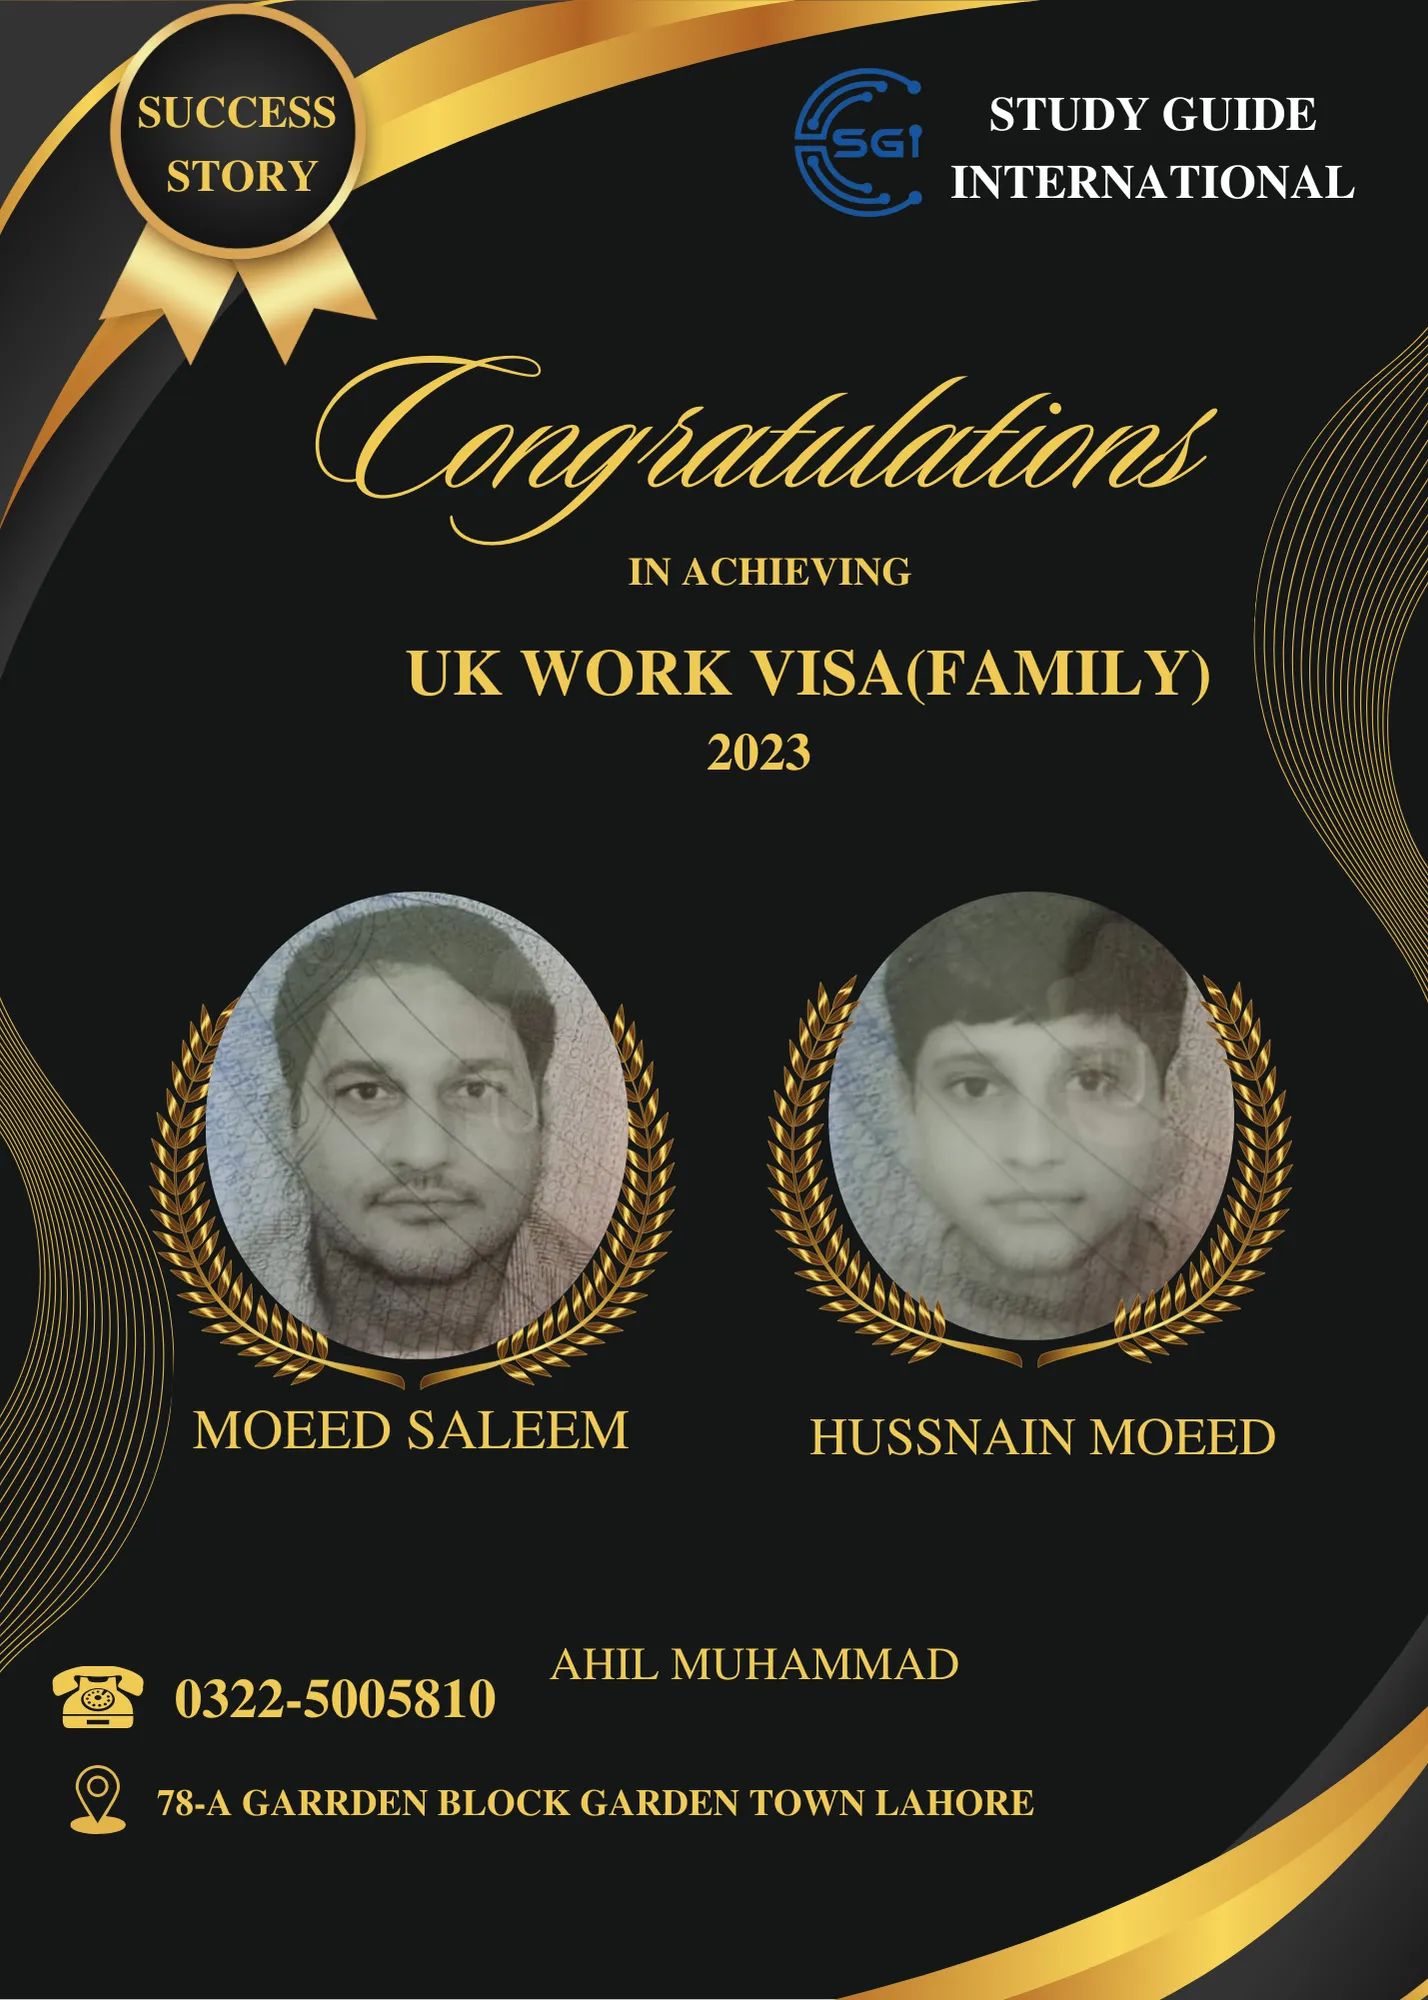 SUCCESS
STORY
SGI
STUDY GUIDE
INTERNATIONAL
Congratulations
IN ACHIEVING
UK WORK VISA(FAMILY)
2023
MOEED SALEEM
HUSSNAIN MOEED
AHIL MUHAMMAD
0322-5005810
78-A GARRDEN BLOCK GARDEN TOWN LAHORE